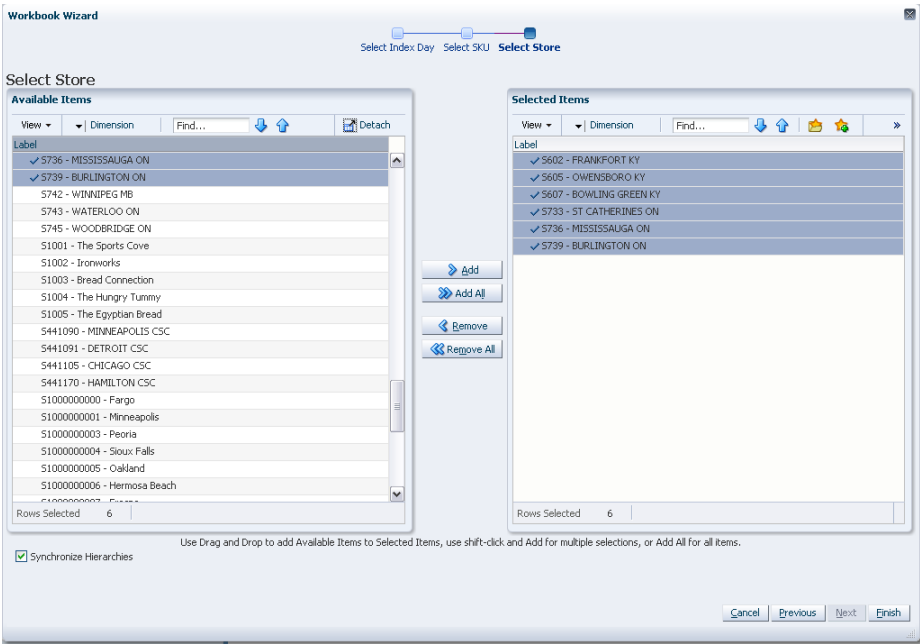 Workbook Wizard
Select Index Day Select SKU Select Store
Select Store
Available Items
View Dimension Find... Detach
Label
S736 - MISSISSAUGA ON
S739 - BURLINGTON ON
S742 - WINNIPEG MB
S743 - WATERLOO ON
S745 - WOODBRIDGE ON
S1001 - The Sports Cove
S1002 - Ironworks
S1003 - Bread Connection
S1004 - The Hungry Tummy
S1005 - The Egyptian Bread
S441090 - MINNEAPOLIS CSC
S441091 - DETROIT CSC
S441105 - CHICAGO CSC
S441170 - HAMILTON CSC
S1000000000 - Fargo
S1000000001 - Minneapolis
S1000000003 - Peoria
S1000000004 - Sioux Falls
S1000000005 - Oakland
S1000000006 - Hermosa Beach
Rows Selected 6
Add
Add All
Remove
Remove All
Selected Items
View Dimension Find... »
Label
S602 - FRANKFORT KY
S605 - OWENSBORO KY
S607 - BOWLING GREEN KY
S733 - ST CATHERINES ON
S736 - MISSISSAUGA ON
S739 - BURLINGTON ON
Rows Selected 6
Use Drag and Drop to add Available Items to Selected Items, use shift-click and Add for multiple selections, or Add All for all items.
Synchronize Hierarchies
Cancel Previous Next Finish